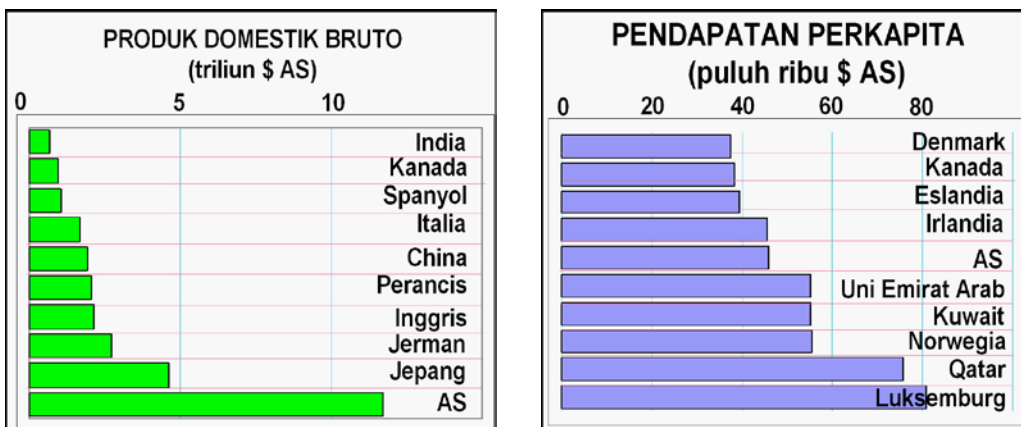 PRODUK DOMESTIK BRUTO
(triliun $ AS)
0 5 10
India
Kanada
Spanyol
Italia
China
Perancis
Inggris
Jerman
Jepang
AS
PENDAPATAN PERKAPITA
(puluh ribu $ AS)
0 20 40 60 80
Denmark
Kanada
Eslandia
Irlandia
AS
Uni Emirat Arab
Kuwait
Norwegia
Qatar
Luksemburg